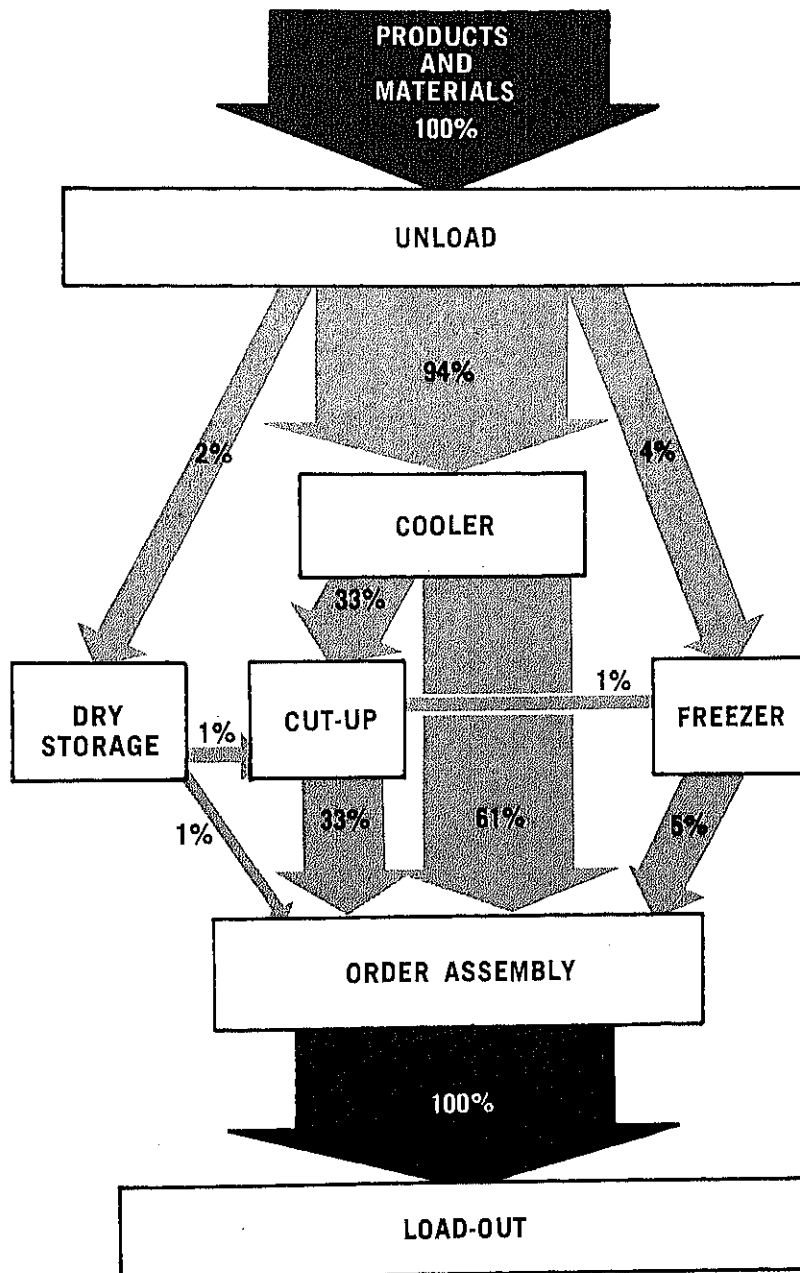 PRODUCTS
AND
MATERIALS
100%
UNLOAD
94%
2%
4%
COOLER
33%
DRY
STORAGE
1%
CUT-UP
1%
FREEZER
1%
33%
61%
5%
ORDER ASSEMBLY
100%
LOAD-OUT